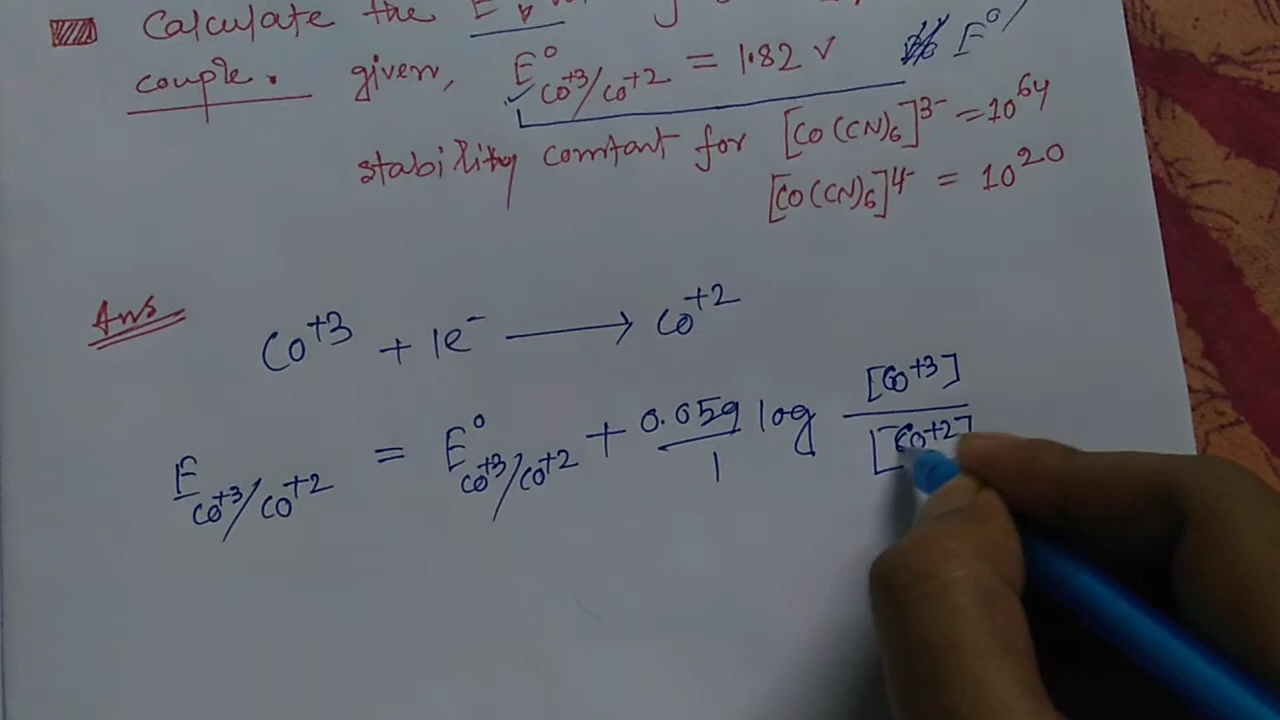 Calculate the
couple. given, E°Co+3/Co+2 = 1.82 V E°
stability constant for [Co(CN)6]3- = 10^64
[Co(CN)6]4- = 10^20
Ans
Co+3 + 1e- ⟶ Co+2
E Co+3/Co+2 = E° Co+3/Co+2 + 0.059/1 log [Co+3]/[Co+2]